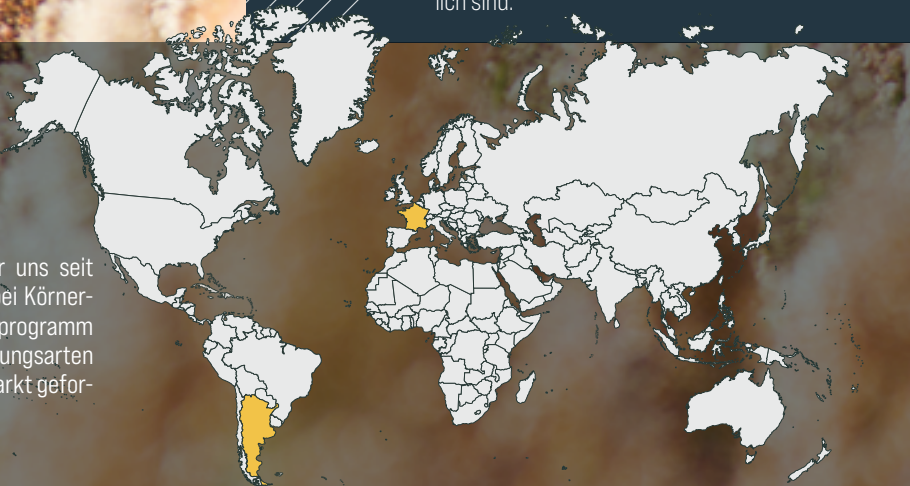 lich sind.
r uns seit
ei Körner-
programm
ungsarten
arkt gefor-